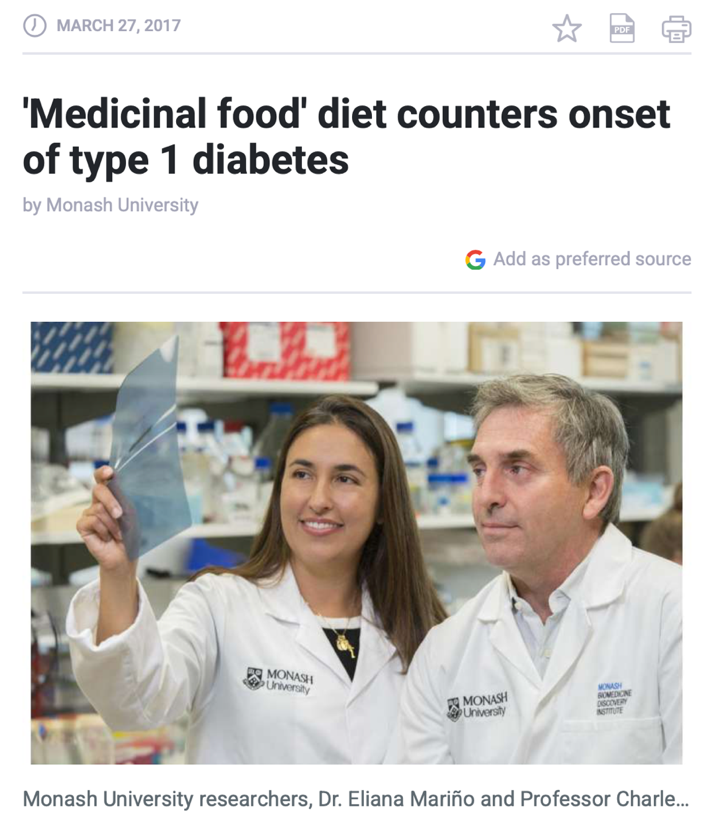 MARCH 27, 2017
PDF
'Medicinal food' diet counters onset
of type 1 diabetes
by Monash University
Add as preferred source
MONASH
University
MONASH
University
MONASH
BIOMEDICINE
DISCOVERY
INSTITUTE
Monash University researchers, Dr. Eliana Mariño and Professor Charle...